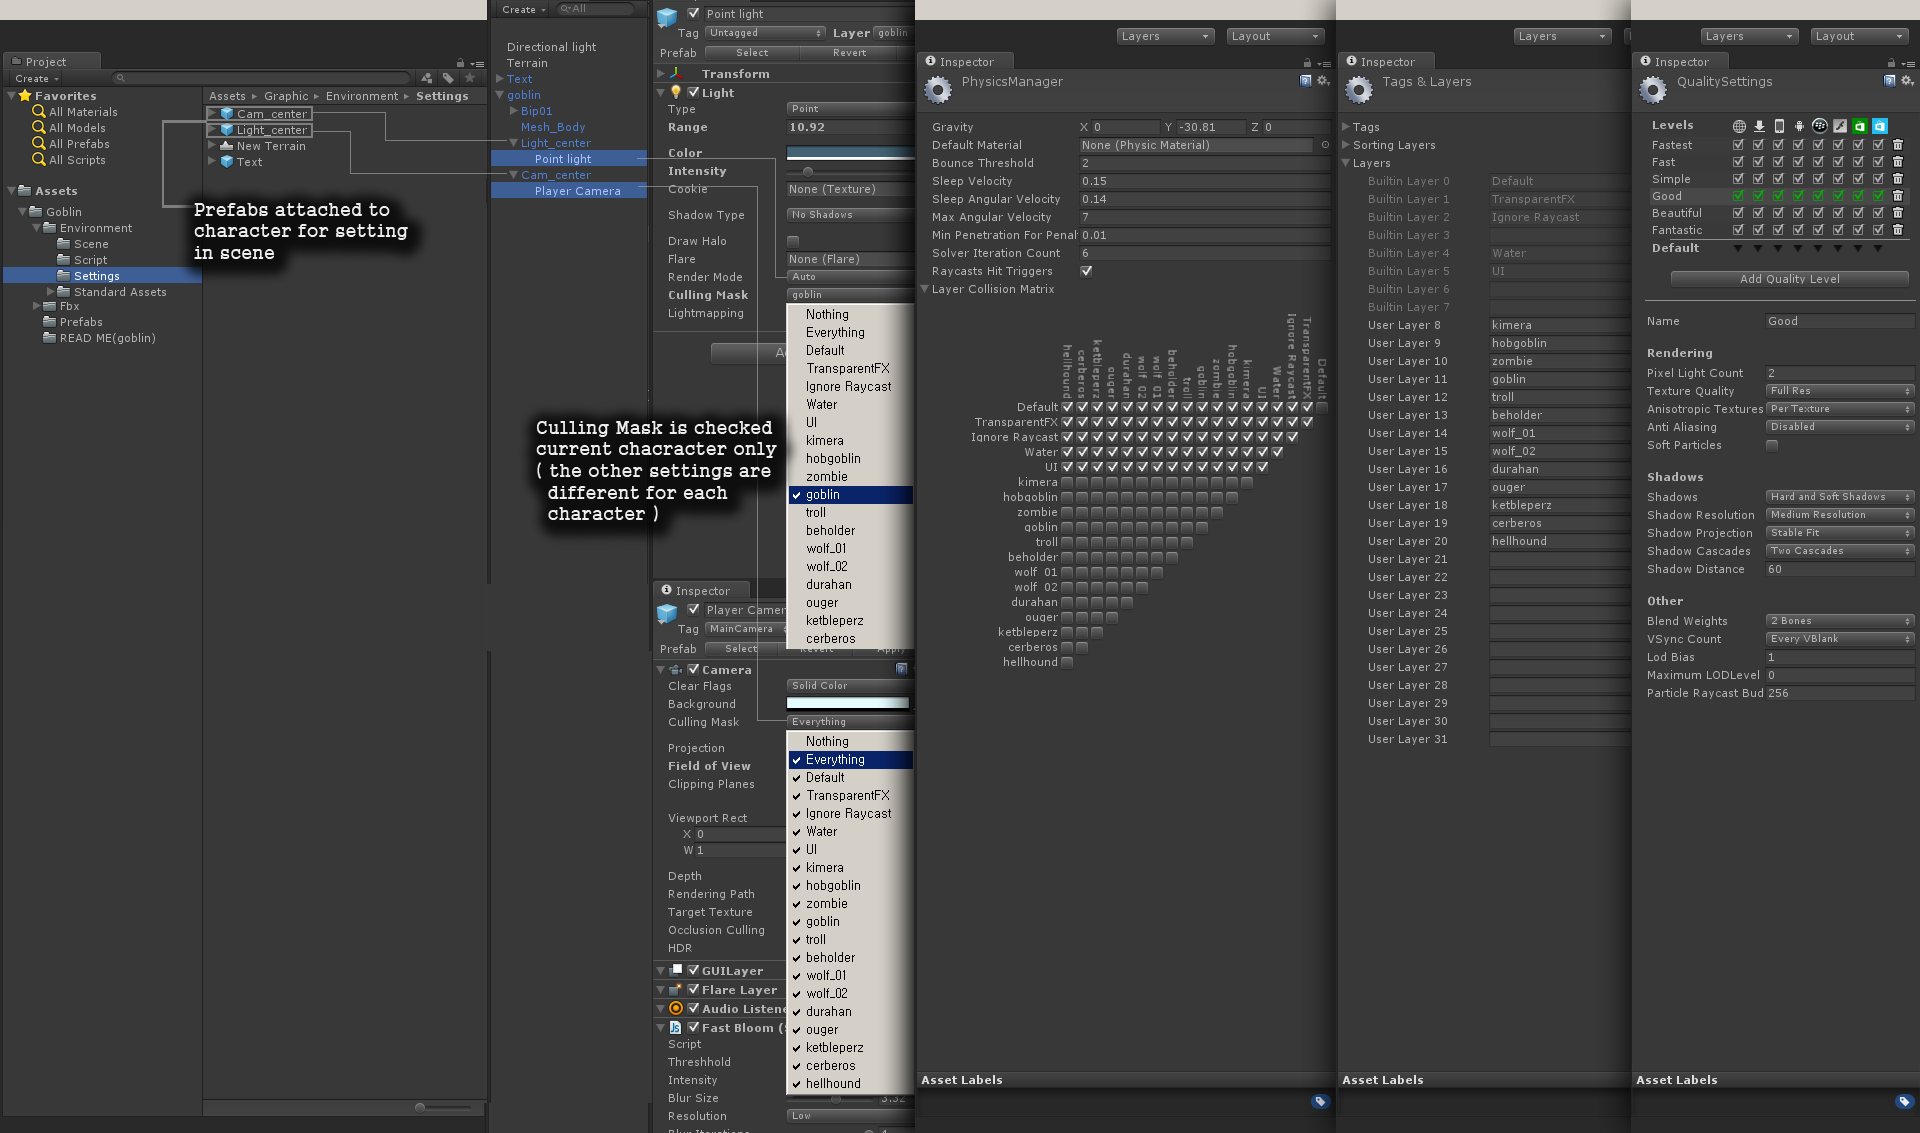 Project
Create
Favorites
All Materials
All Models
All Prefabs
All Scripts
Assets
Goblin
Environment
Scene
Script
Settings
Standard Assets
Fbx
Prefabs
READ ME(goblin)
Assets ▸ Graphic ▸ Environment ▸ Settings
Cam_center
Light_center
New Terrain
Text
Prefabs attached to
character for setting
in scene
Create
All
Directional light
Terrain
Text
goblin
Bip01
Mesh_Body
Light_center
Point light
Cam_center
Player Camera
Culling Mask is checked
current chacracter only
( the other settings are
different for each
character )
Point light
Tag Untagged Layer goblin
Prefab Select Revert
Transform
Light
Type Point
Range 10.92
Color
Intensity
Cookie None (Texture)
Shadow Type No Shadows
Draw Halo
Flare None (Flare)
Render Mode Auto
Culling Mask goblin
Lightmapping
Nothing
Everything
Default
TransparentFX
Ignore Raycast
Water
UI
kimera
hobgoblin
zombie
goblin
troll
beholder
wolf_01
wolf_02
durahan
ouger
ketbleperz
cerberos
Inspector
Player Camer
Tag MainCamera
Prefab Select Revert Apply
Camera
Clear Flags Solid Color
Background
Culling Mask Everything
Projection
Field of View
Clipping Planes
Viewport Rect
X 0
W 1
Depth
Rendering Path
Target Texture
Occlusion Culling
HDR
GUILayer
Flare Layer
Audio Listene
Fast Bloom (
Script
Threshhold
Intensity
Blur Size 3.32
Resolution Low
Nothing
Everything
Default
TransparentFX
Ignore Raycast
Water
UI
kimera
hobgoblin
zombie
goblin
troll
beholder
wolf_01
wolf_02
durahan
ouger
ketbleperz
cerberos
hellhound
Layers Layout
Inspector
PhysicsManager
Gravity X 0 Y -30.81 Z 0
Default Material None (Physic Material)
Bounce Threshold 2
Sleep Velocity 0.15
Sleep Angular Velocity 0.14
Max Angular Velocity 7
Min Penetration For Penal 0.01
Solver Iteration Count 6
Raycasts Hit Triggers
Layer Collision Matrix
hellhound cerberos ketbleperz ouger durahan wolf 02 wolf 01 beholder troll goblin zombie hobgoblin kimera UI Water Ignore Raycast TransparentFX Default
Default
TransparentFX
Ignore Raycast
Water
UI
kimera
hobgoblin
zombie
goblin
troll
beholder
wolf 01
wolf 02
durahan
ouger
ketbleperz
cerberos
hellhound
Asset Labels
Layers
Inspector
Tags & Layers
Tags
Sorting Layers
Layers
Builtin Layer 0 Default
Builtin Layer 1 TransparentFX
Builtin Layer 2 Ignore Raycast
Builtin Layer 3
Builtin Layer 4 Water
Builtin Layer 5 UI
Builtin Layer 6
Builtin Layer 7
User Layer 8 kimera
User Layer 9 hobgoblin
User Layer 10 zombie
User Layer 11 goblin
User Layer 12 troll
User Layer 13 beholder
User Layer 14 wolf_01
User Layer 15 wolf_02
User Layer 16 durahan
User Layer 17 ouger
User Layer 18 ketbleperz
User Layer 19 cerberos
User Layer 20 hellhound
User Layer 21
User Layer 22
User Layer 23
User Layer 24
User Layer 25
User Layer 26
User Layer 27
User Layer 28
User Layer 29
User Layer 30
User Layer 31
Asset Labels
Layers Layout
Inspector
QualitySettings
Levels
Fastest
Fast
Simple
Good
Beautiful
Fantastic
Default
Add Quality Level
Name Good
Rendering
Pixel Light Count 2
Texture Quality Full Res
Anisotropic Textures Per Texture
Anti Aliasing Disabled
Soft Particles
Shadows
Shadows Hard and Soft Shadows
Shadow Resolution Medium Resolution
Shadow Projection Stable Fit
Shadow Cascades Two Cascades
Shadow Distance 60
Other
Blend Weights 2 Bones
VSync Count Every VBlank
Lod Bias 1
Maximum LODLevel 0
Particle Raycast Bud 256
Asset Labels